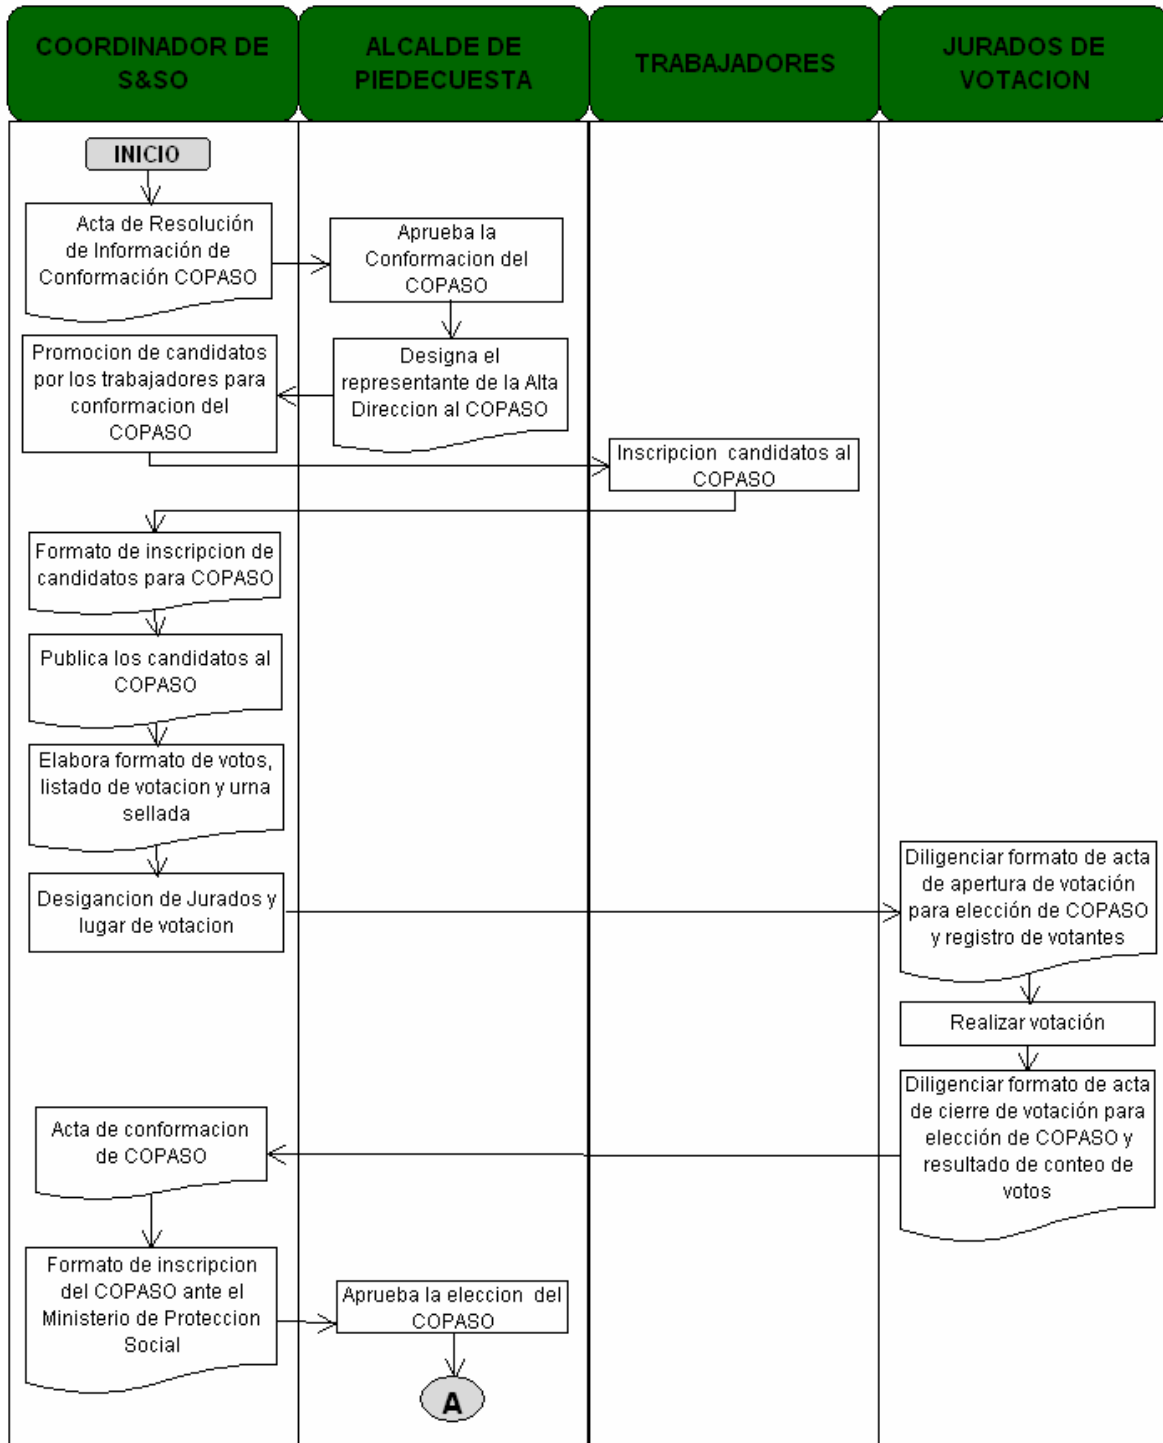 COORDINADOR DE
S&SO
ALCALDE DE
PIEDECUESTA
TRABAJADORES
JURADOS DE
VOTACION
INICIO
Acta de Resolución
de Información de
Conformación COPASO
Aprueba la
Conformacion del
COPASO
Designa el
representante de la Alta
Direccion al COPASO
Promocion de candidatos
por los trabajadores para
conformacion del
COPASO
Inscripcion candidatos al
COPASO
Formato de inscripcion de
candidatos para COPASO
Publica los candidatos al
COPASO
Elabora formato de votos,
listado de votacion y urna
sellada
Desigancion de Jurados y
lugar de votacion
Diligenciar formato de acta
de apertura de votación
para elección de COPASO
y registro de votantes
Realizar votación
Diligenciar formato de acta
de cierre de votación para
elección de COPASO y
resultado de conteo de
votos
Acta de conformacion
de COPASO
Formato de inscripcion
del COPASO ante el
Ministerio de Proteccion
Social
Aprueba la eleccion del
COPASO
A